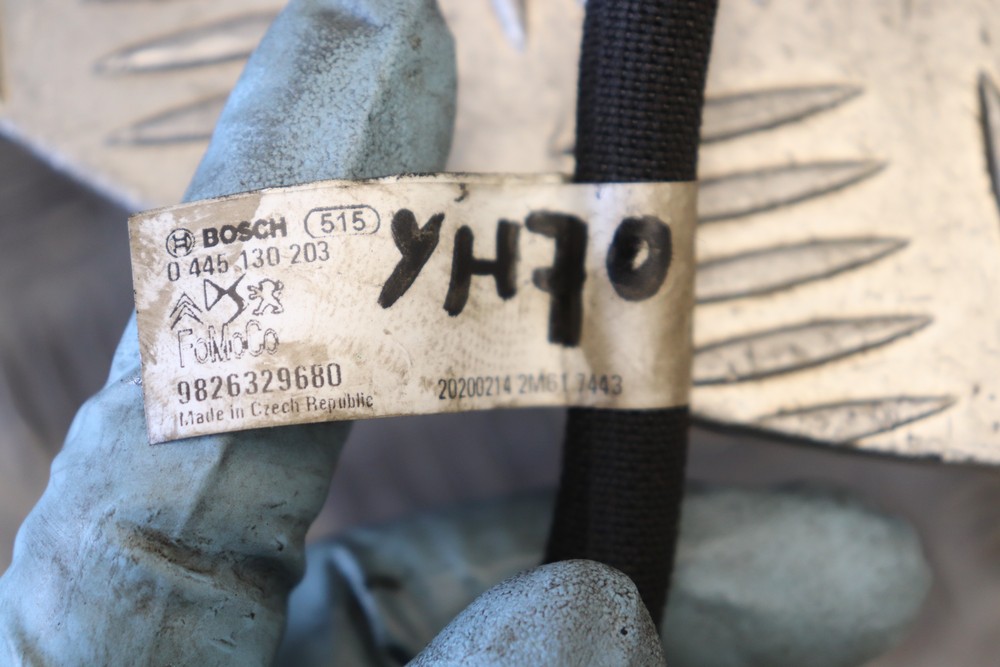 BOSCH 515
0 445 130 203
YH70
FoMoCo
9826329680
Made in Czech Republic
20200214 2M61 7443